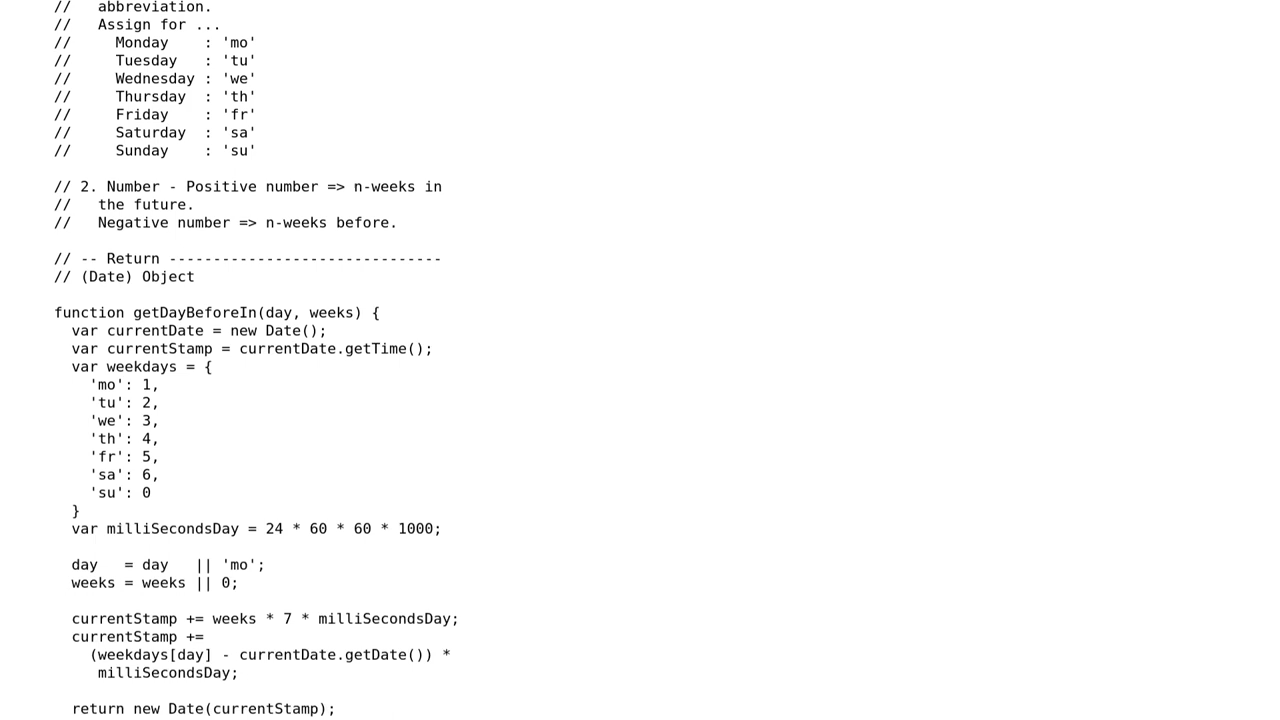 //   abbreviation.
//   Assign for ...
//     Monday    : 'mo'
//     Tuesday   : 'tu'
//     Wednesday : 'we'
//     Thursday  : 'th'
//     Friday    : 'fr'
//     Saturday  : 'sa'
//     Sunday    : 'su'

// 2. Number - Positive number => n-weeks in
//   the future.
//   Negative number => n-weeks before.

// -- Return -------------------------------
// (Date) Object

function getDayBeforeIn(day, weeks) {
  var currentDate = new Date();
  var currentStamp = currentDate.getTime();
  var weekdays = {
    'mo': 1,
    'tu': 2,
    'we': 3,
    'th': 4,
    'fr': 5,
    'sa': 6,
    'su': 0
  }
  var milliSecondsDay = 24 * 60 * 60 * 1000;

  day   = day   || 'mo';
  weeks = weeks || 0;

  currentStamp += weeks * 7 * milliSecondsDay;
  currentStamp +=
    (weekdays[day] - currentDate.getDate()) *
     milliSecondsDay;

  return new Date(currentStamp);